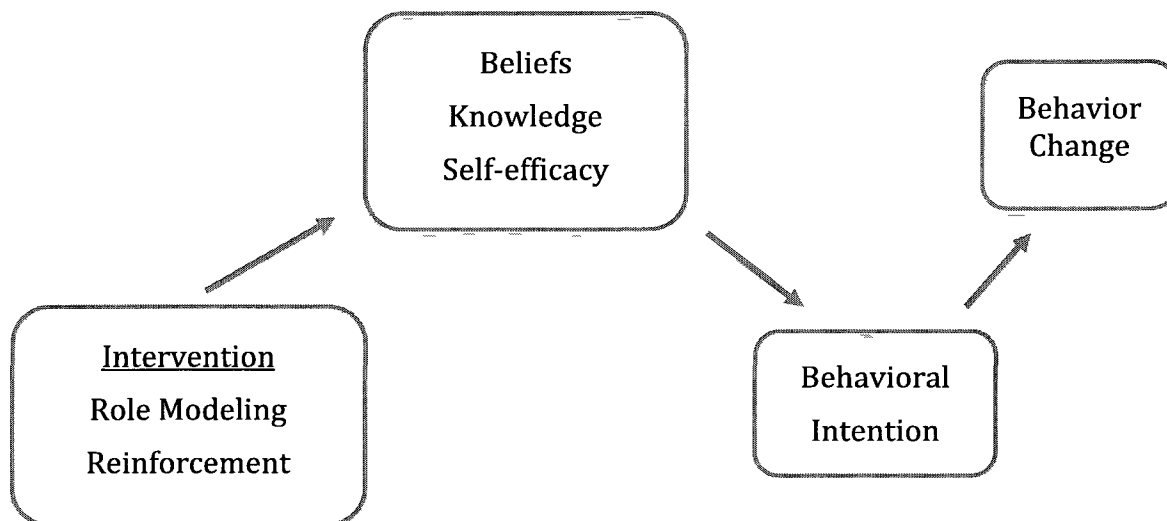 Intervention
Role Modeling
Reinforcement
Beliefs
Knowledge
Self-efficacy
Behavioral
Intention
Behavior
Change